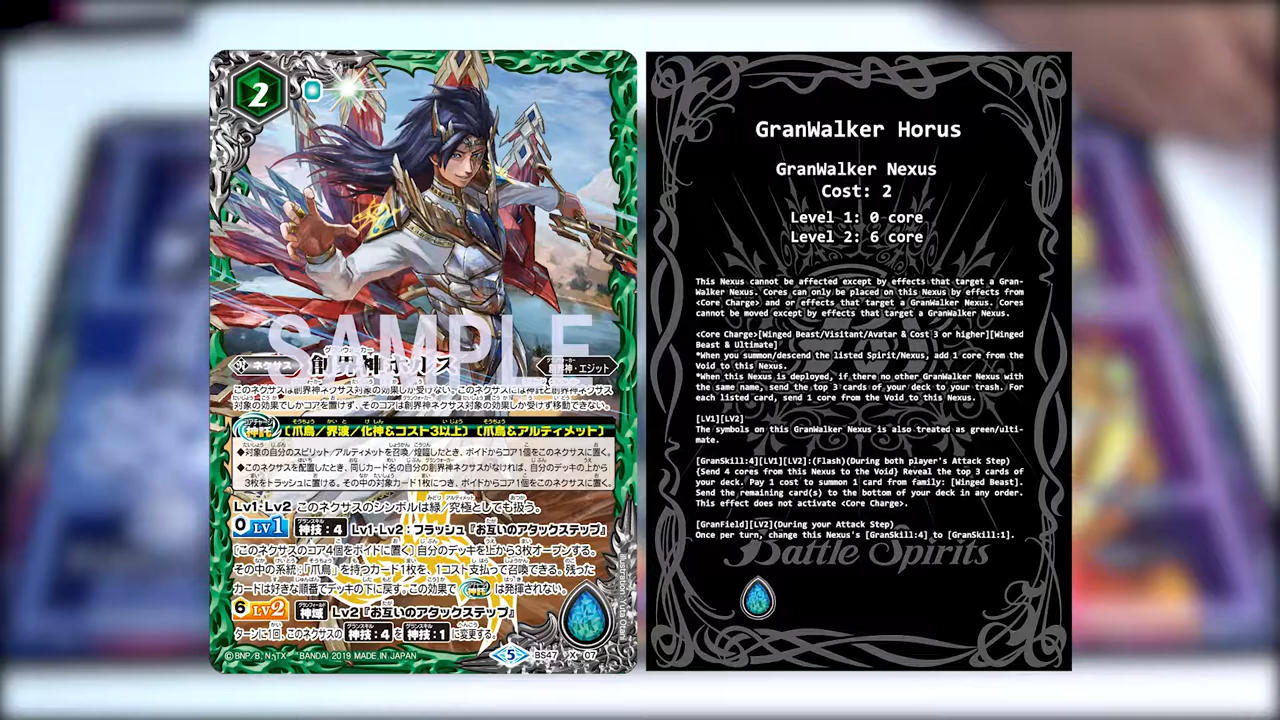 2
SAMPLE
ネクサス
創界神ホルス
グランウォーカー
創界神・エジット
このネクサスは創界神ネクサス対象の効果しか受けない。このネクサスには神託と創界神ネクサス
対象の効果でしかコアを置けず、そのコアは創界神ネクサス対象の効果しか受けず移動できない。
神託 〔爪鳥/界渡/化神&コスト3以上〕〔爪鳥&アルティメット〕
◆対象の自分のスピリット/アルティメットを召喚/煌臨したとき、ボイドからコア1個をこのネクサスに置く。
◆このネクサスを配置したとき、同じカード名の自分の創界神ネクサスがなければ、自分のデッキの上から
3枚をトラッシュに置ける。その中の対象カード1枚につき、ボイドからコア1個をこのネクサスに置く。
Lv1・Lv2 このネクサスのシンボルは緑/究極としても扱う。
0 Lv1 神技:4 Lv1・Lv2:フラッシュ『お互いのアタックステップ』
〔このネクサスのコア4個をボイドに置く〕自分のデッキを上から3枚オープンする。
その中の系統:「爪鳥」を持つカード1枚を、1コスト支払って召喚できる。残った
カードは好きな順番でデッキの下に戻す。この効果で神託は発揮されない。
6 Lv2 神域 Lv2『お互いのアタックステップ』
ターンに1回、このネクサスの 神技:4 を 神技:1 に変更する。
©BNP/B, N, TX BANDAI 2019 MADE IN JAPAN
5
BS47 X 07
GranWalker Horus
GranWalker Nexus
Cost: 2
Level 1: 0 core
Level 2: 6 core
This Nexus cannot be affected except by effects that target a Gran-
Walker Nexus. Cores can only be placed on this Nexus by effects from
<Core Charge> and or effects that target a GranWalker Nexus. Cores
cannot be moved except by effects that target a GranWalker Nexus.
<Core Charge>[Winged Beast/Visitant/Avatar & Cost 3 or higher][Winged
Beast & Ultimate]
*When you summon/descend the listed Spirit/Nexus, add 1 core from the
Void to this Nexus.
*When this Nexus is deployed, if there no other GranWalker Nexus with
the same name, send the top 3 cards of your deck to your trash. For
each listed card, send 1 core from the Void to this Nexus.
[LV1][LV2]
The symbols on this GranWalker Nexus is also treated as green/ulti-
mate.
[GranSkill:4][LV1][LV2]:(Flash)(During both player's Attack Step)
{Send 4 cores from this Nexus to the Void} Reveal the top 3 cards of
your deck. Pay 1 cost to summon 1 card from family: [Winged Beast].
Send the remaining card(s) to the bottom of your deck in any order.
This effect does not activate <Core Charge>.
[GranField][LV2](During your Attack Step)
Once per turn, change this Nexus's [GranSkill:4] to [GranSkill:1].
Battle Spirits